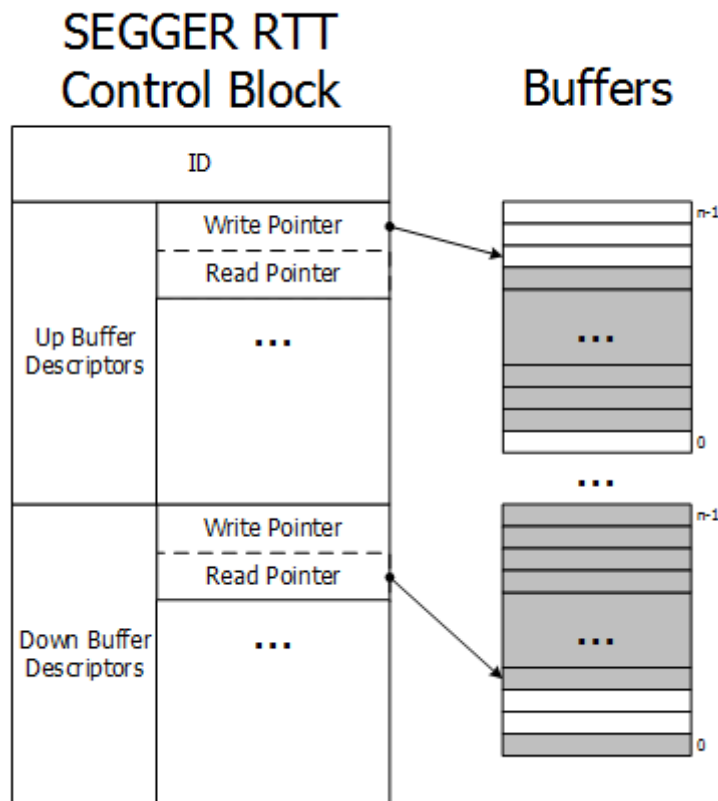 SEGGER RTT
Control Block
Buffers
ID
Write Pointer
Read Pointer
...
Up Buffer
Descriptors
n-1
...
0
...
Write Pointer
Read Pointer
...
Down Buffer
Descriptors
n-1
...
0